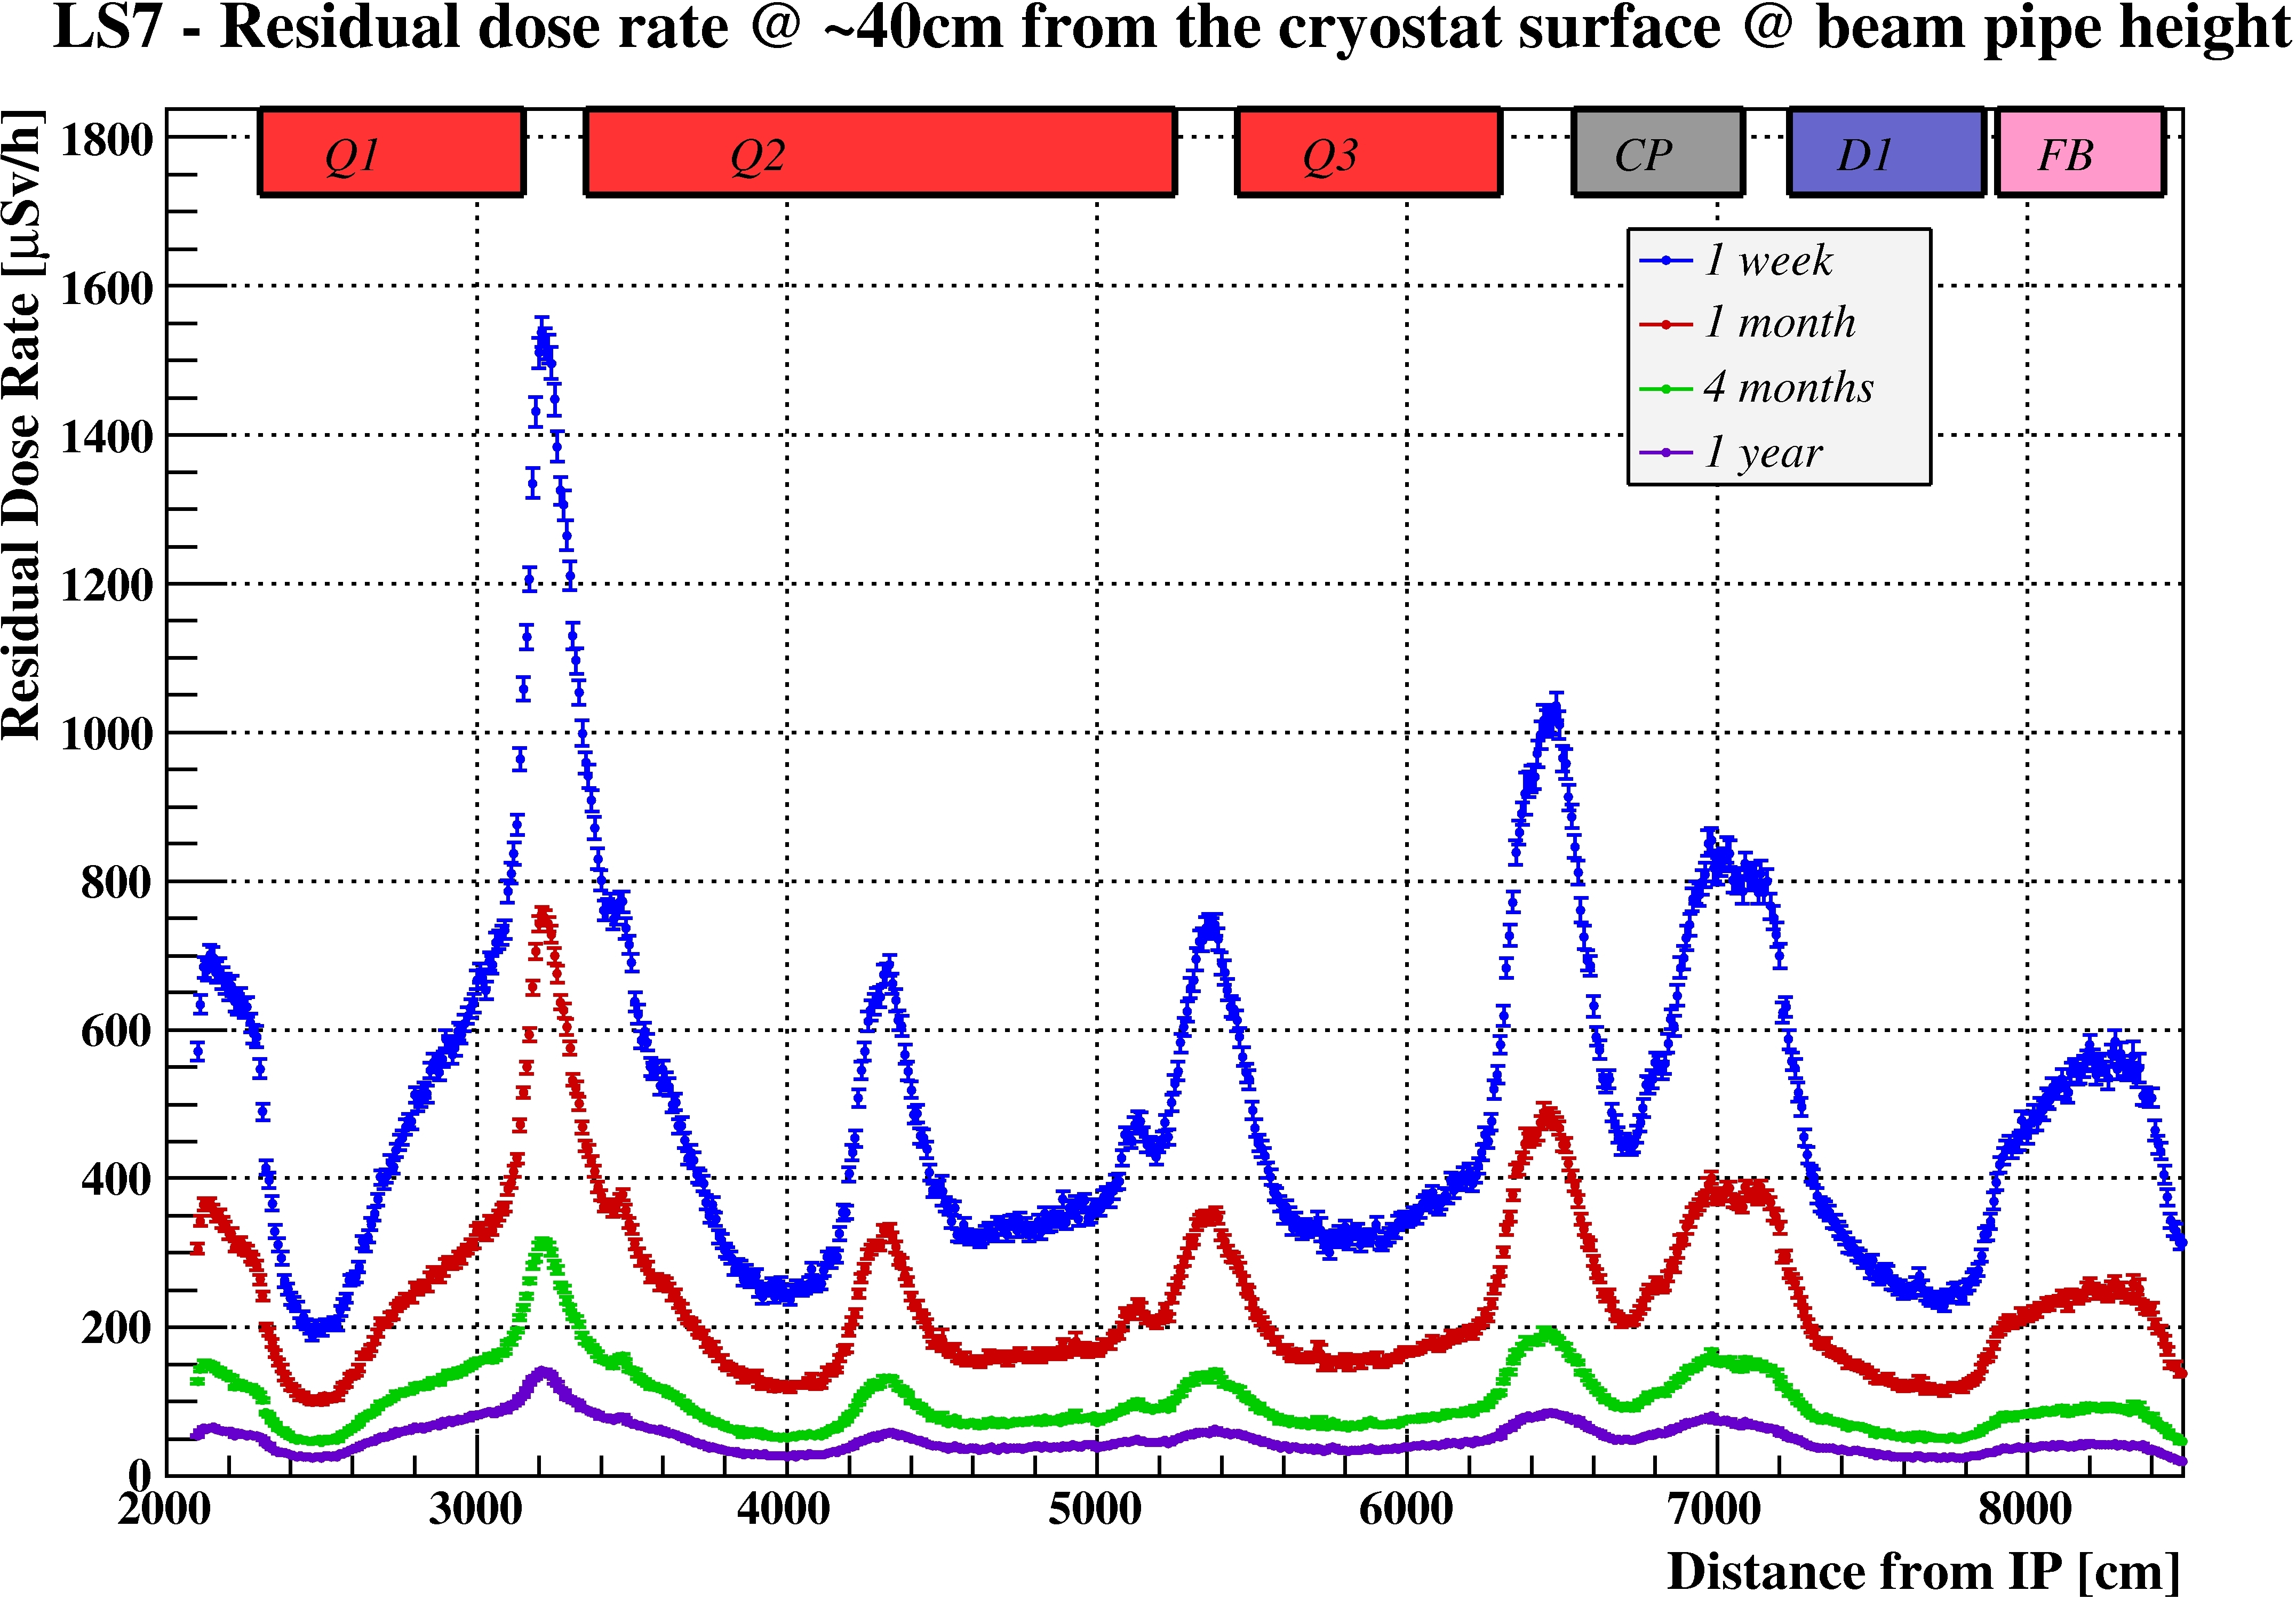 LS7 - Residual dose rate @ ~40cm from the cryostat surface @ beam pipe height
Residual Dose Rate [μSv/h]
1800
1600
1400
1200
1000
800
600
400
200
0
Q1 Q2 Q3 CP D1 FB
1 week
1 month
4 months
1 year
2000 3000 4000 5000 6000 7000 8000
Distance from IP [cm]